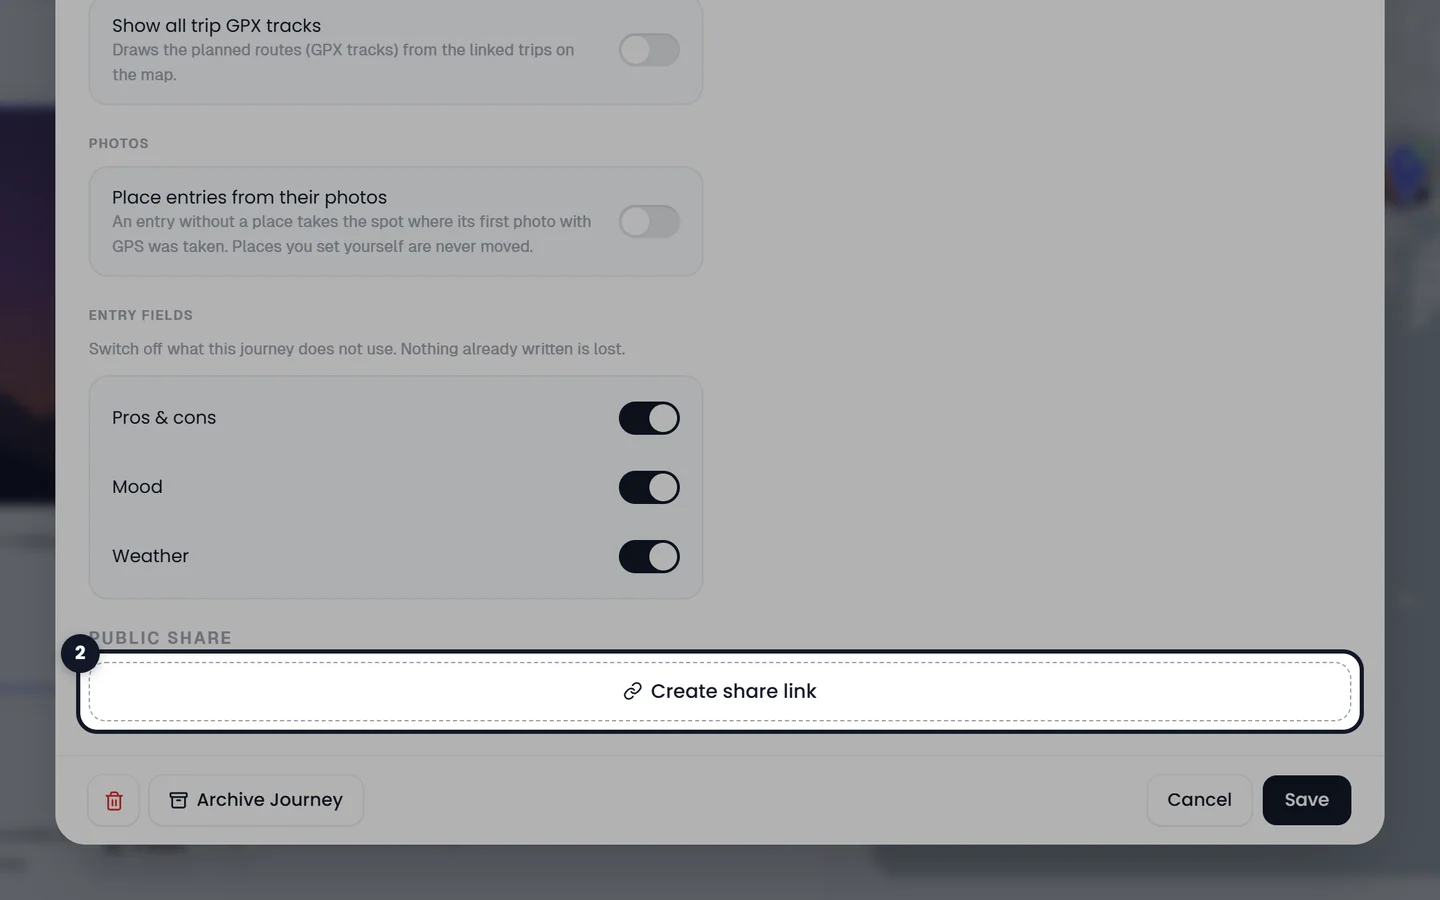 Show all trip GPX tracks
Draws the planned routes (GPX tracks) from the linked trips on
the map.
PHOTOS
Place entries from their photos
An entry without a place takes the spot where its first photo with
GPS was taken. Places you set yourself are never moved.
ENTRY FIELDS
Switch off what this journey does not use. Nothing already written is lost.
Pros & cons
Mood
Weather
PUBLIC SHARE
2
Create share link
Archive Journey
Cancel
Save